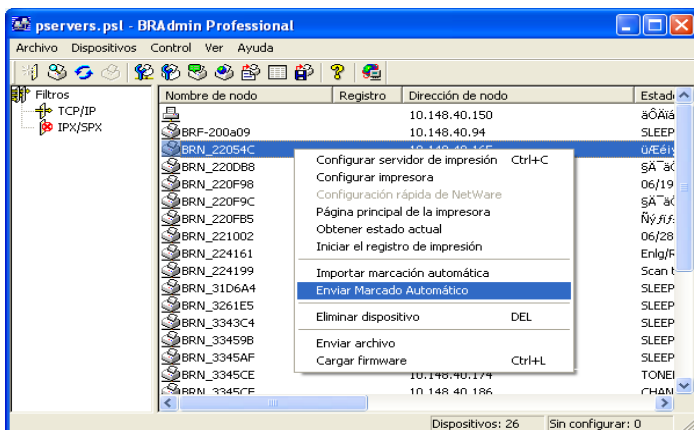 pservers.psl - BRAdmin Professional
Archivo Dispositivos Control Ver Ayuda
Filtros
TCP/IP
IPX/SPX
Nombre de nodo Registro Dirección de nodo Estad
10.148.40.150
BRF-200a09 10.148.40.94 SLEEP
BRN_22054C
BRN_220DB8
BRN_220F98 06/19
BRN_220F9C
BRN_220FB5
BRN_221002 06/28
BRN_224161 Enlg/R
BRN_224199 Scan t
BRN_31D6A4 SLEEP
BRN_3261E5 SLEEP
BRN_3343C4 SLEEP
BRN_33459B SLEEP
BRN_3345AF SLEEP
BRN_3345CE 10.148.40.174 TONEI
BRN_3345CF 10.148.40.186 CHAN
Configurar servidor de impresión Ctrl+C
Configurar impresora
Configuración rápida de NetWare
Página principal de la impresora
Obtener estado actual
Iniciar el registro de impresión
Importar marcación automática
Enviar Marcado Automático
Eliminar dispositivo DEL
Enviar archivo
Cargar firmware Ctrl+L
Dispositivos: 26 Sin configurar: 0